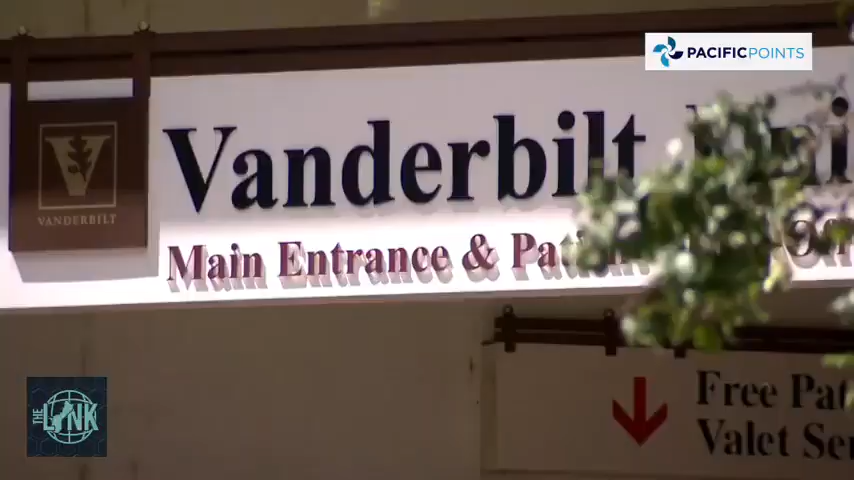 PACIFICPOINTS
Vanderbilt
V
VANDERBILT
Main Entrance &
Free
Valet
THE LINK